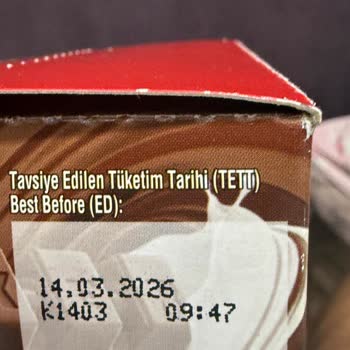 Tavsiye Edilen Tüketim Tarihi (TETT)
Best Before (ED):
14.03.2026
K1403 09:47